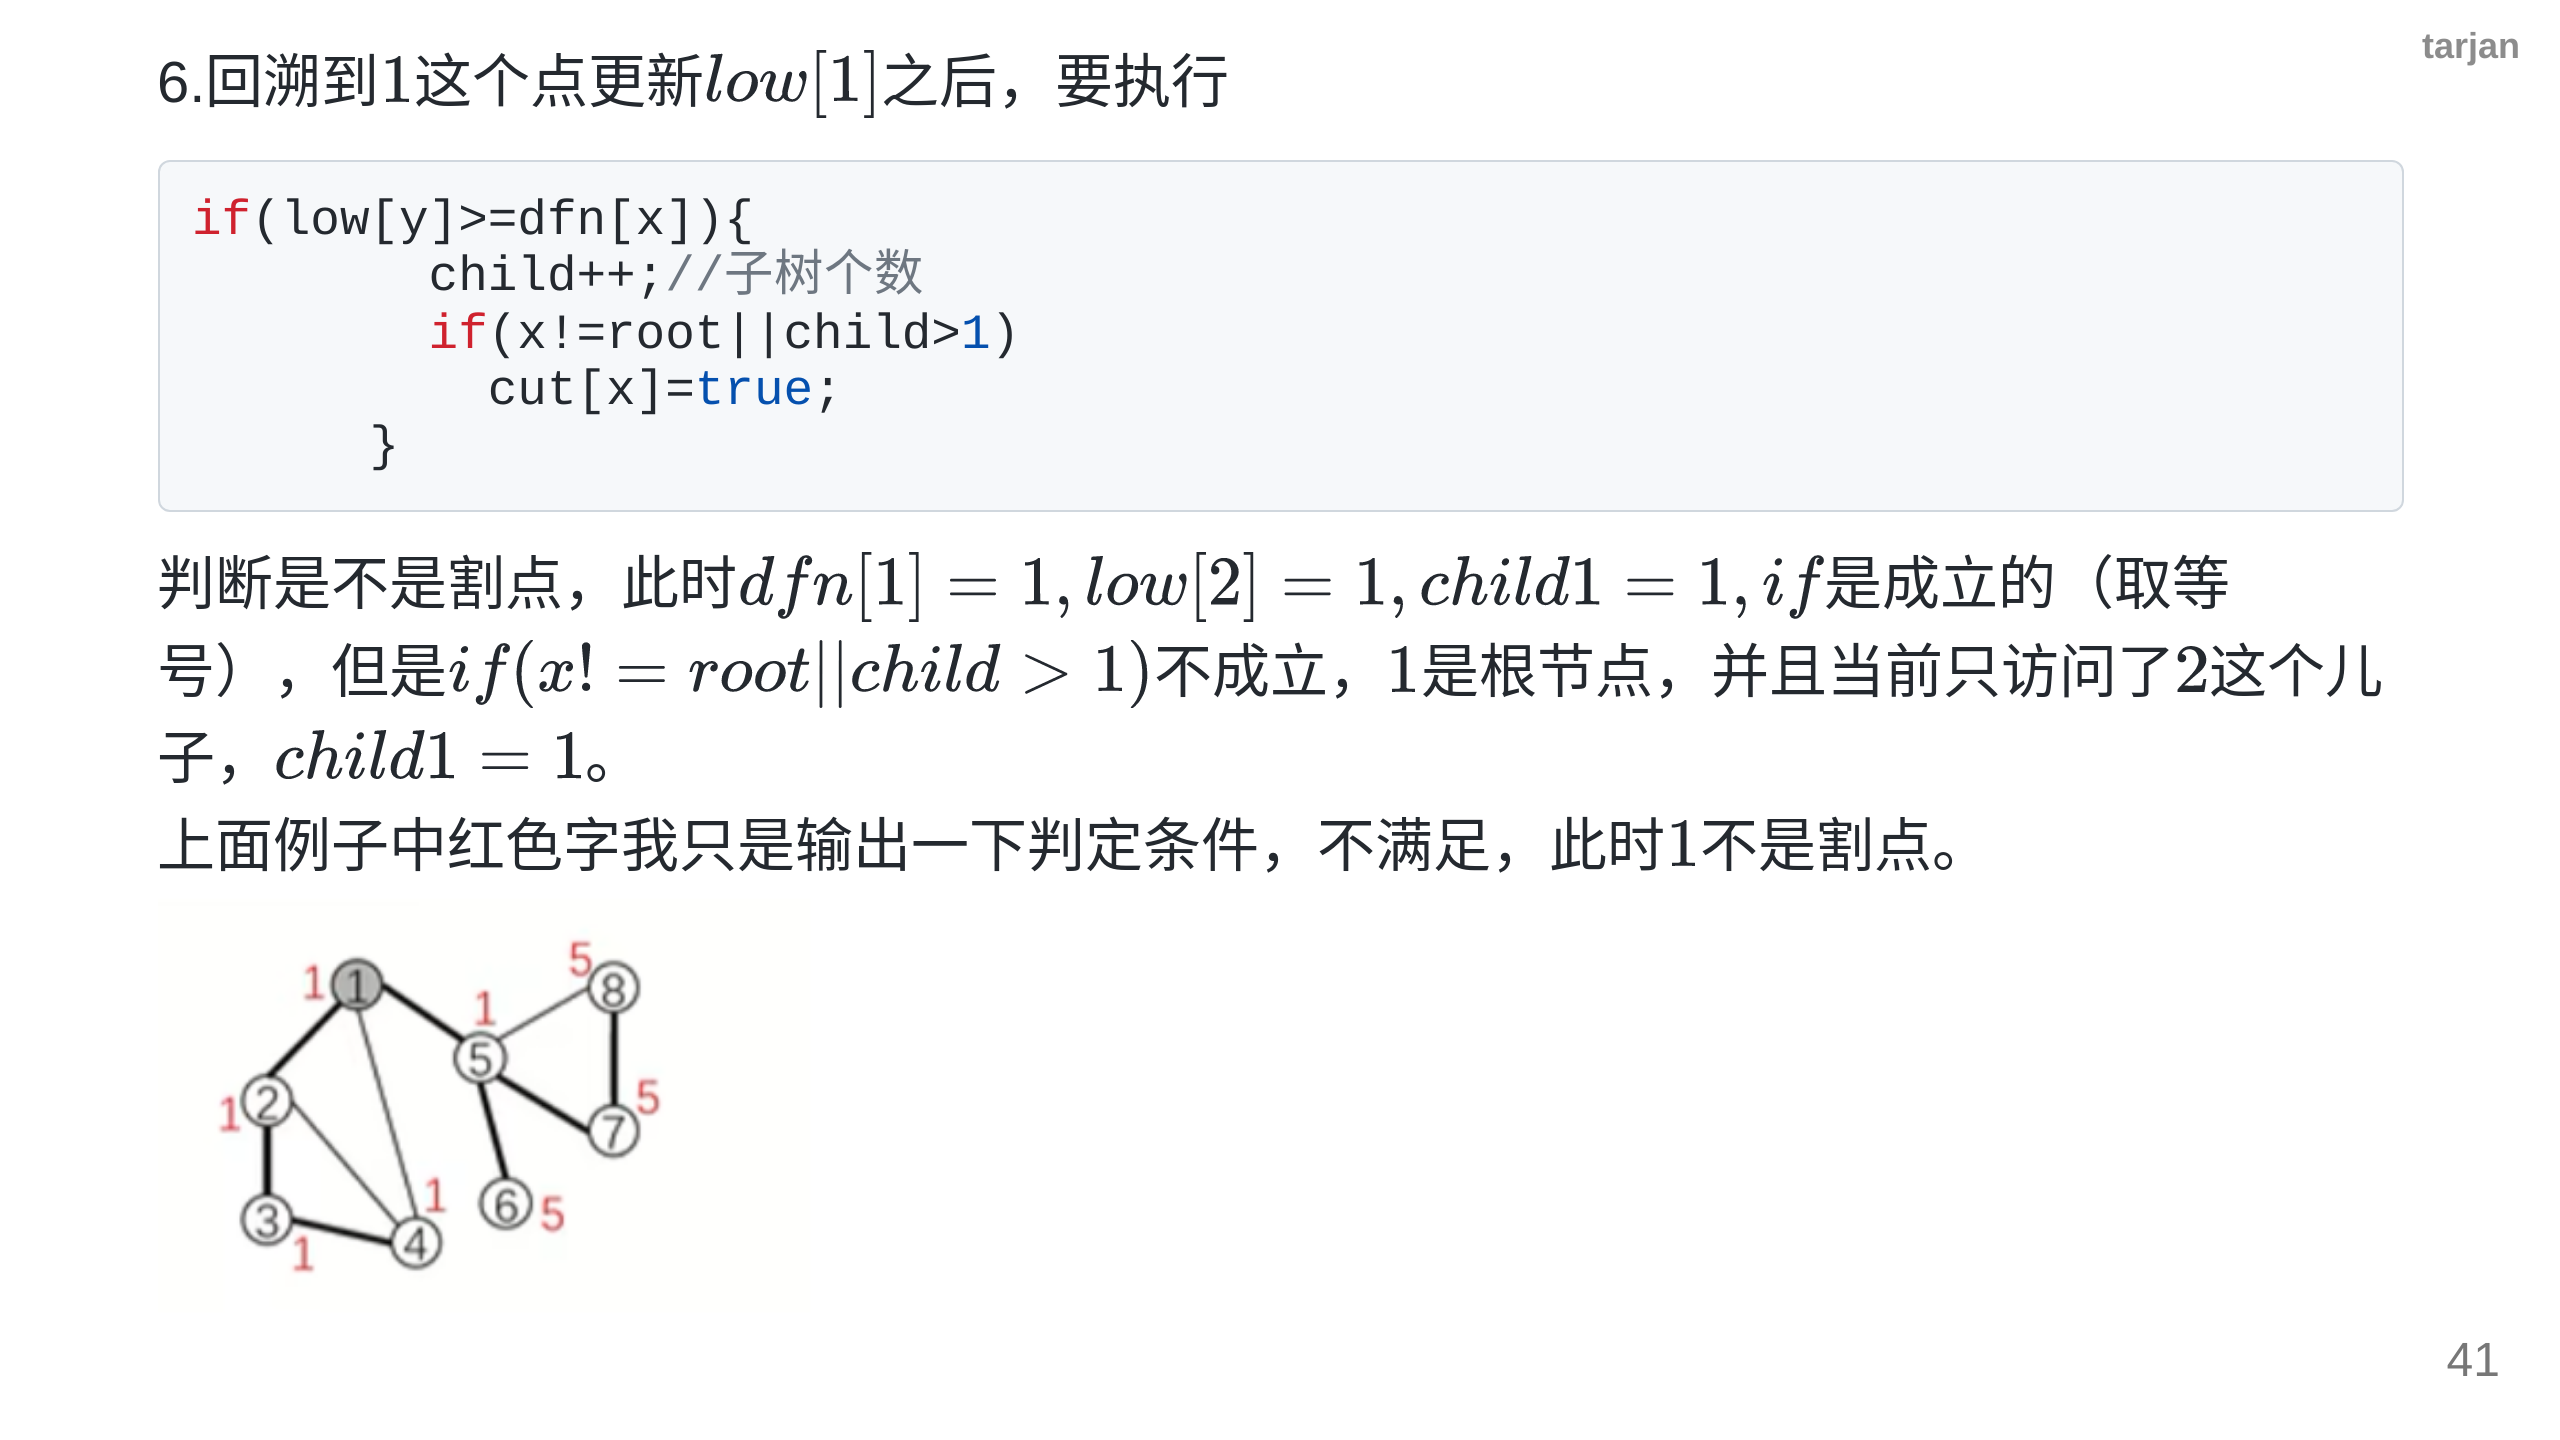 tarjan
6.回溯到1这个点更新low[1]之后，要执行
if(low[y]>=dfn[x]){
child++;//子树个数
if(x!=root||child>1)
cut[x]=true;
}
判断是不是割点，此时dfn[1] = 1, low[2] = 1, child1 = 1, if是成立的（取等
号），但是if(x! = root||child > 1)不成立，1是根节点，并且当前只访问了2这个儿
子，child1 = 1。
上面例子中红色字我只是输出一下判定条件，不满足，此时1不是割点。
5
1 1 8
1
5
1 2 5
7
1
3 6 5
4
1
41